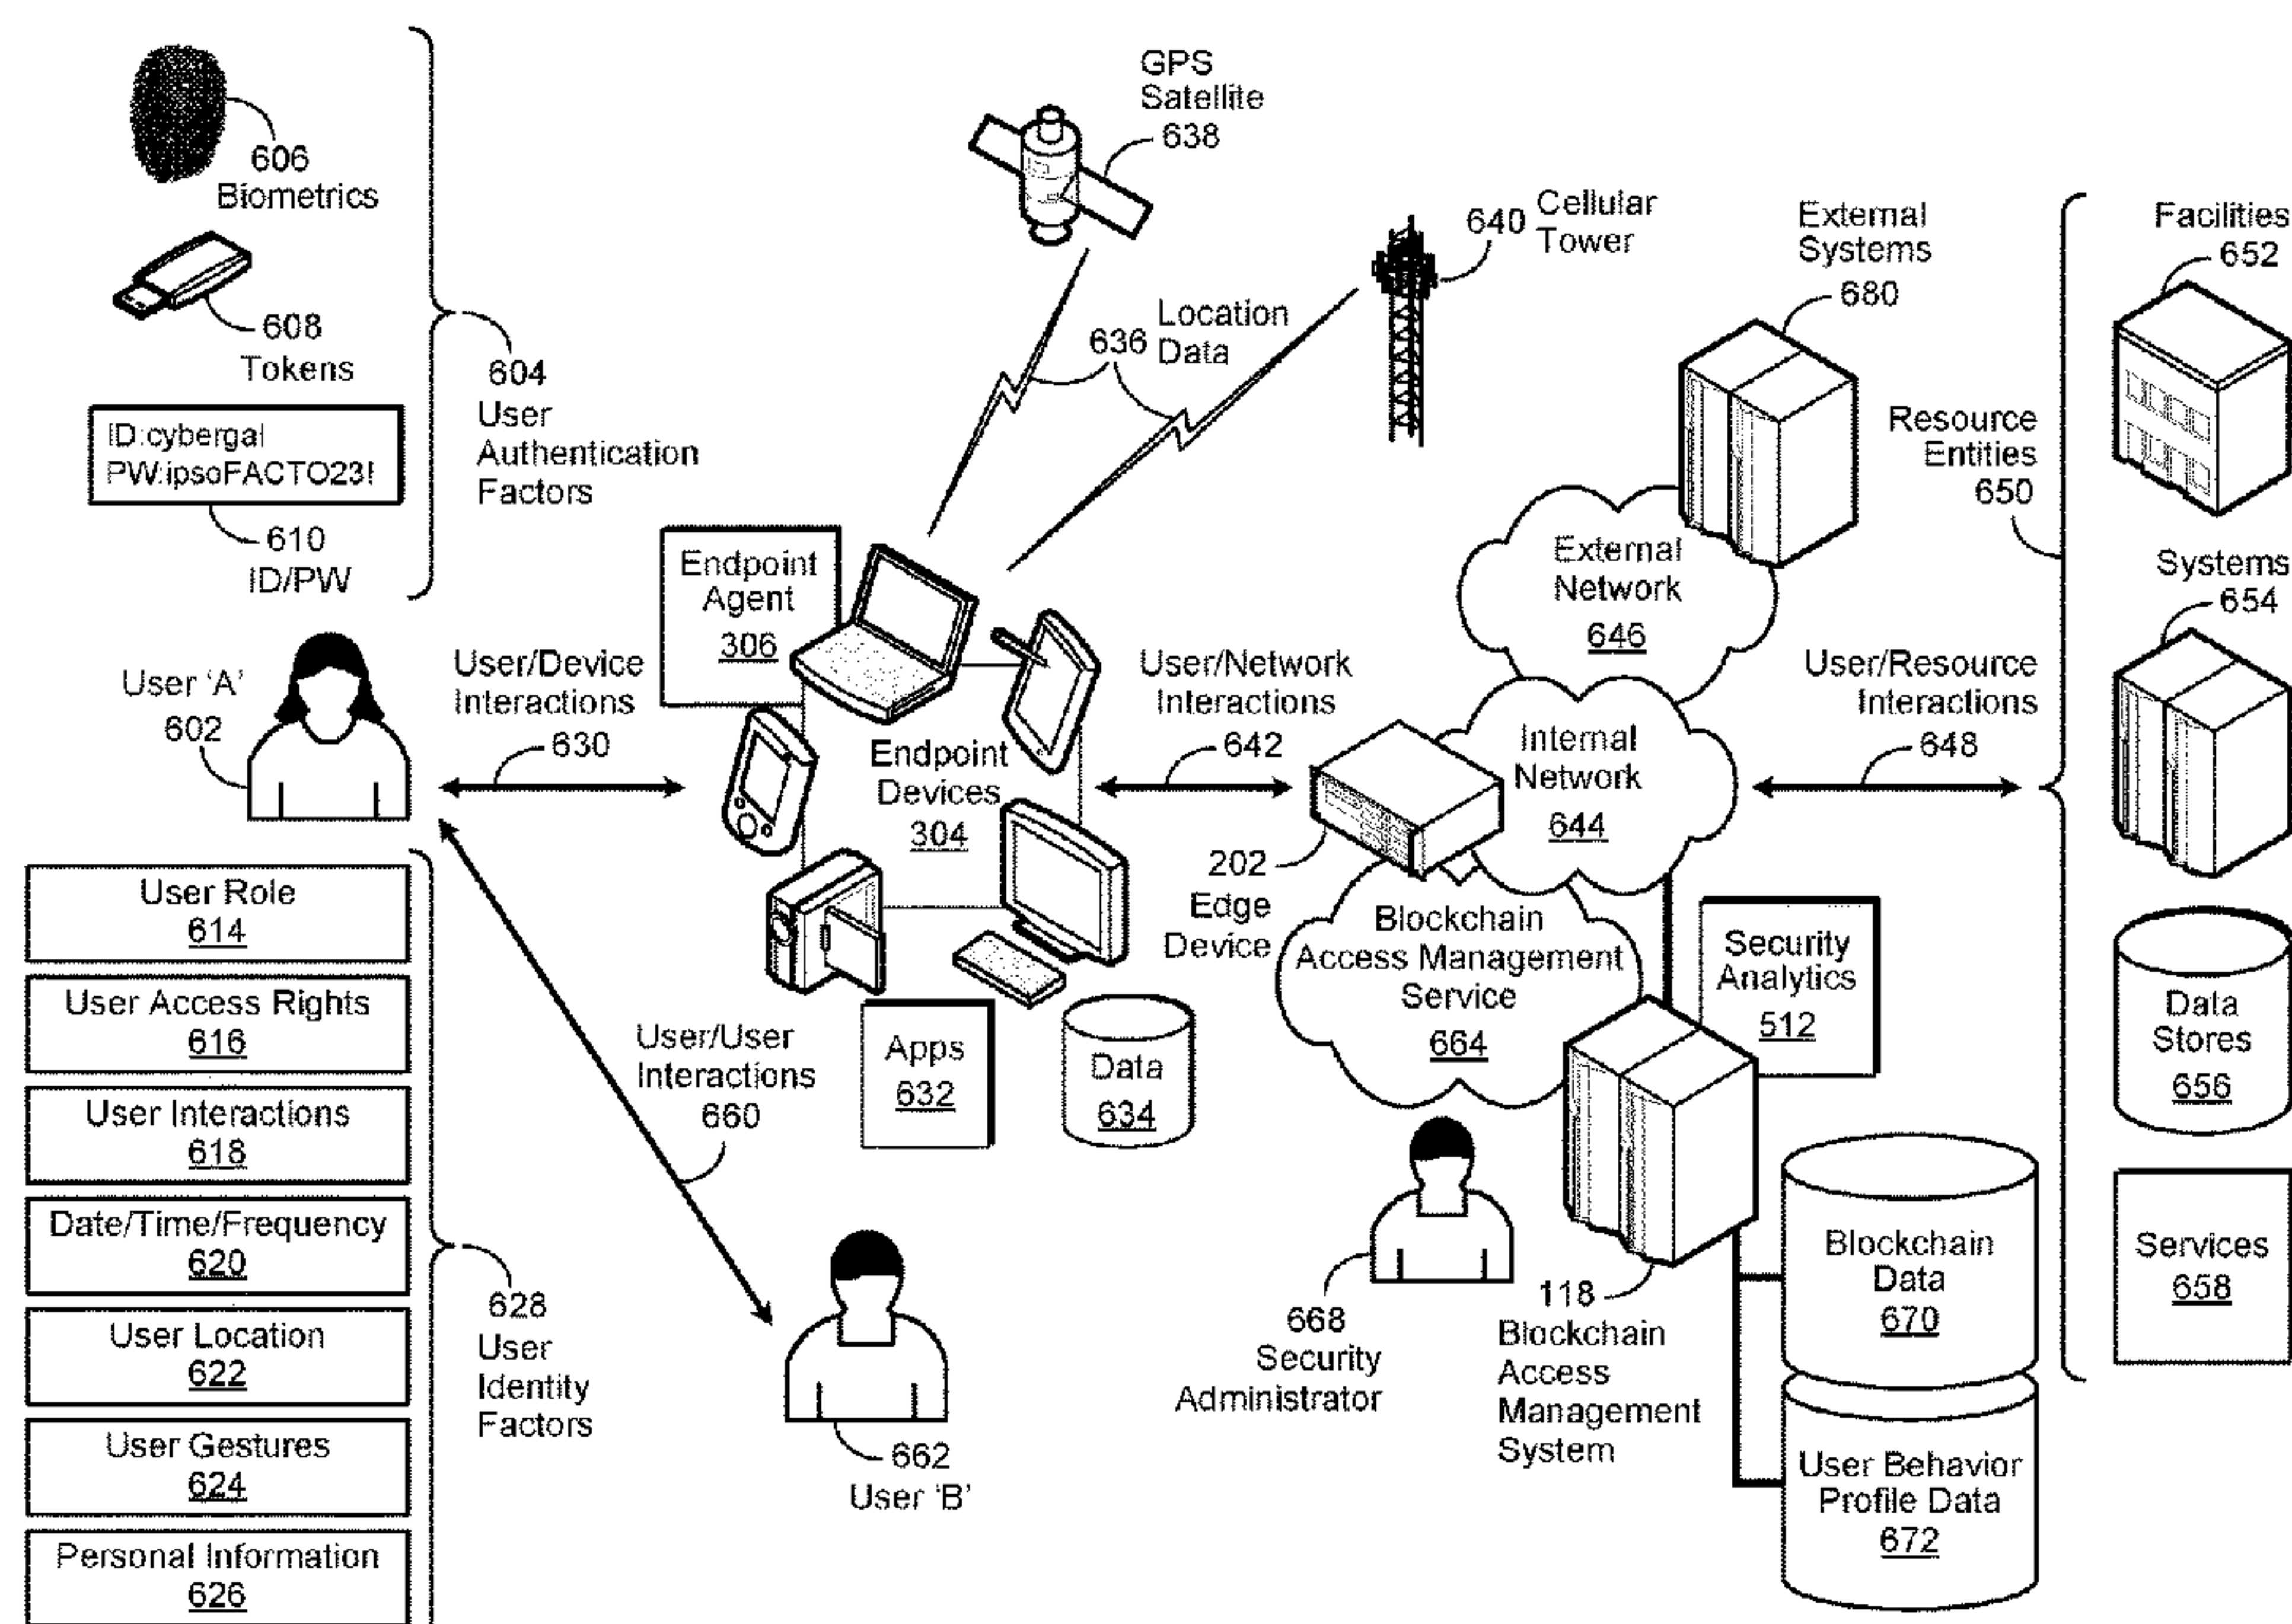 606
Biometrics
608
Tokens
ID:cybergal
PW:ipsoFACTO23!
610
ID/PW
604
User
Authentication
Factors
GPS
Satellite
638
640
Cellular
Tower
636
Location
Data
External
Systems
680
Resource
Entities
650
Facilities
652
Systems
654
Data
Stores
656
Services
658
User 'A'
602
User/Device
Interactions
630
Endpoint
Agent
306
Endpoint
Devices
304
User/Network
Interactions
642
External
Network
646
Internal
Network
644
User/Resource
Interactions
648
202
Edge
Device
Blockchain
Access Management
Service
664
Security
Analytics
512
User Role
614
User Access Rights
616
User Interactions
618
Date/Time/Frequency
620
User Location
622
User Gestures
624
Personal Information
626
628
User
Identity
Factors
User/User
Interactions
660
Apps
632
Data
634
662
User 'B'
668
Security
Administrator
118
Blockchain
Access
Management
System
Blockchain
Data
670
User Behavior
Profile Data
672